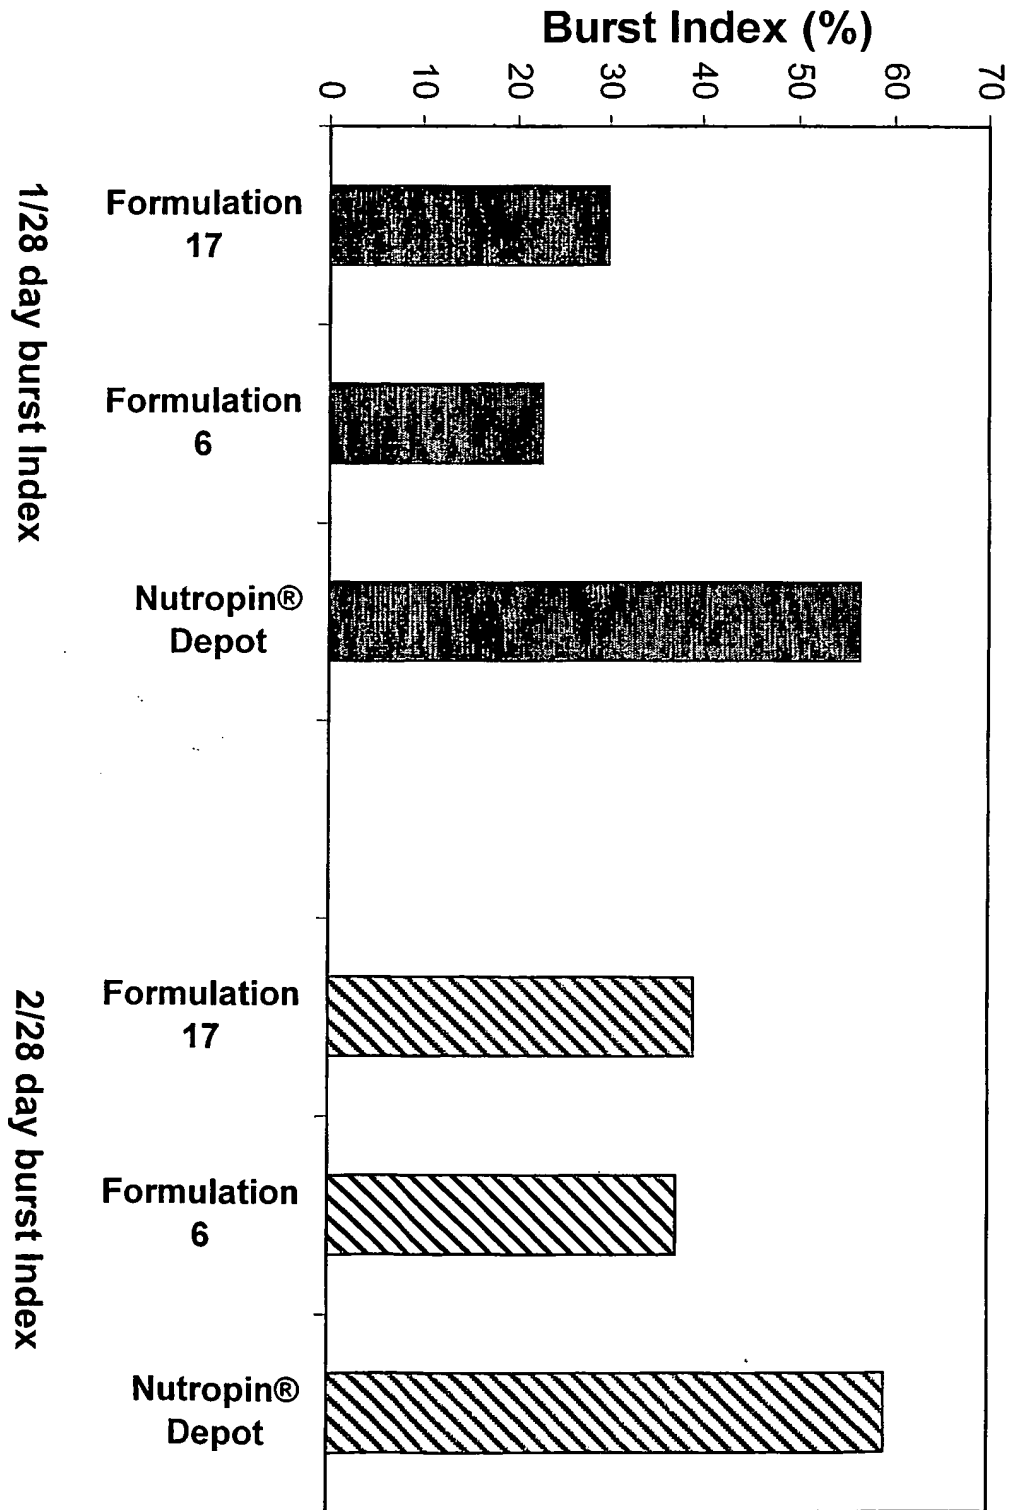 Burst Index (%)
0
10
20
30
40
50
60
70
Formulation
17
Formulation
6
Nutropin®
Depot
Formulation
17
Formulation
6
Nutropin®
Depot
1/28 day burst Index
2/28 day burst Index